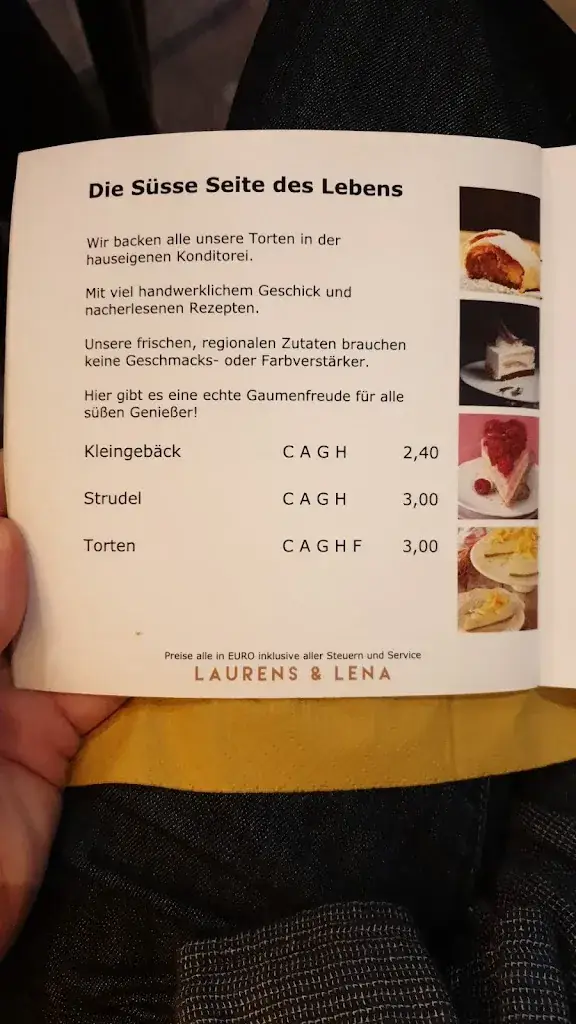 Die Süsse Seite des Lebens
Wir backen alle unsere Torten in der
hauseigenen Konditorei.
Mit viel handwerklichem Geschick und
nacherlesenen Rezepten.
Unsere frischen, regionalen Zutaten brauchen
keine Geschmacks- oder Farbverstärker.
Hier gibt es eine echte Gaumenfreude für alle
süßen Genießer!
Kleingebäck C A G H 2,40
Strudel C A G H 3,00
Torten C A G H F 3,00
Preise alle in EURO inklusive aller Steuern und Service
LAURENS & LENA